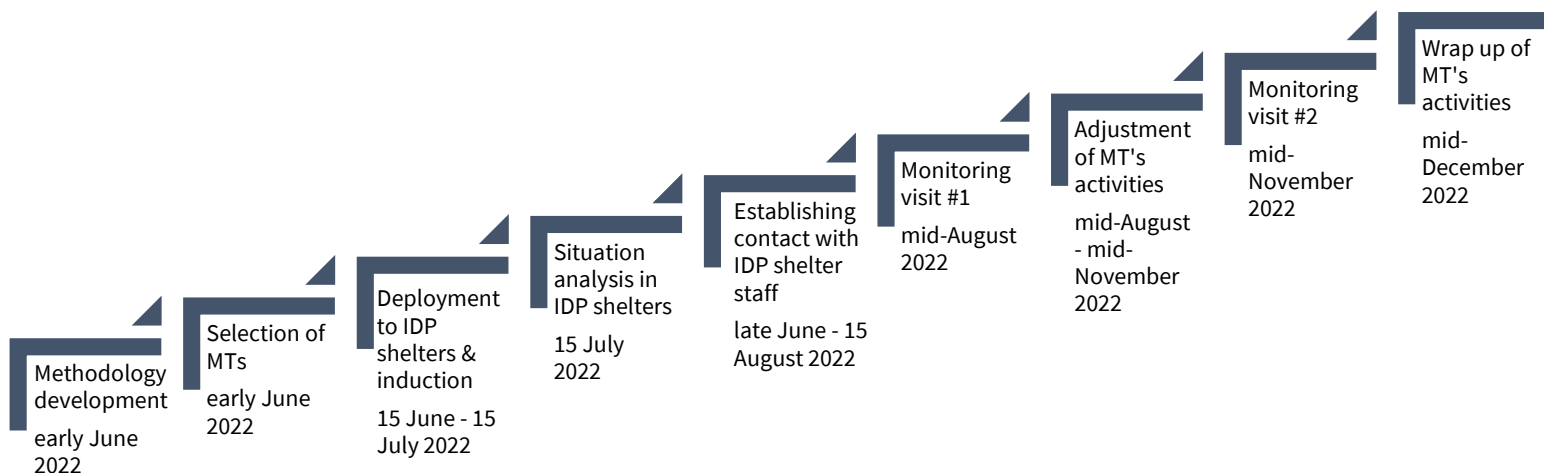 Methodology
development
early June
2022
Selection of
MTs
early June
2022
Deployment
to IDP
shelters &
induction
15 June - 15
July 2022
Situation
analysis in
IDP shelters
15 July
2022
Establishing
contact with
IDP shelter
staff
late June - 15
August 2022
Monitoring
visit #1
mid-August
2022
Adjustment
of MT's
activities
mid-August
- mid-
November
2022
Monitoring
visit #2
mid-
November
2022
Wrap up of
MT's
activities
mid-
December
2022